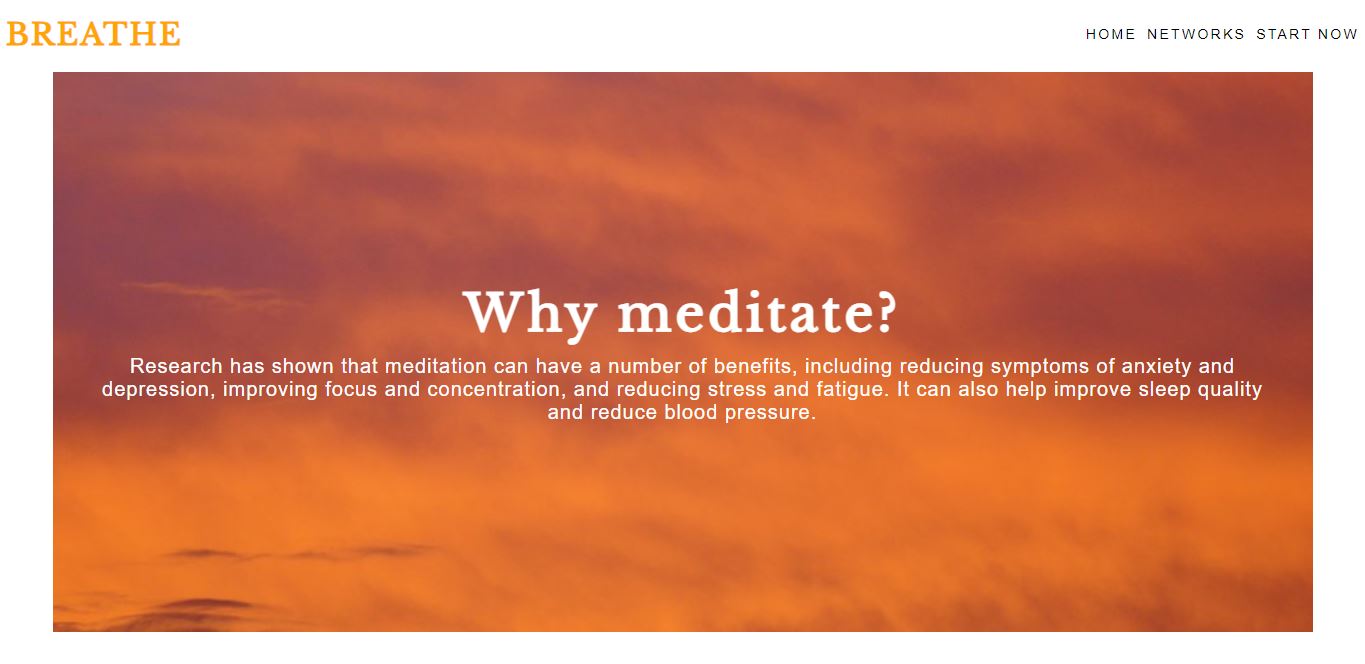 BREATHE
HOME NETWORKS START NOW
Why meditate?
Research has shown that meditation can have a number of benefits, including reducing symptoms of anxiety and
depression, improving focus and concentration, and reducing stress and fatigue. It can also help improve sleep quality
and reduce blood pressure.